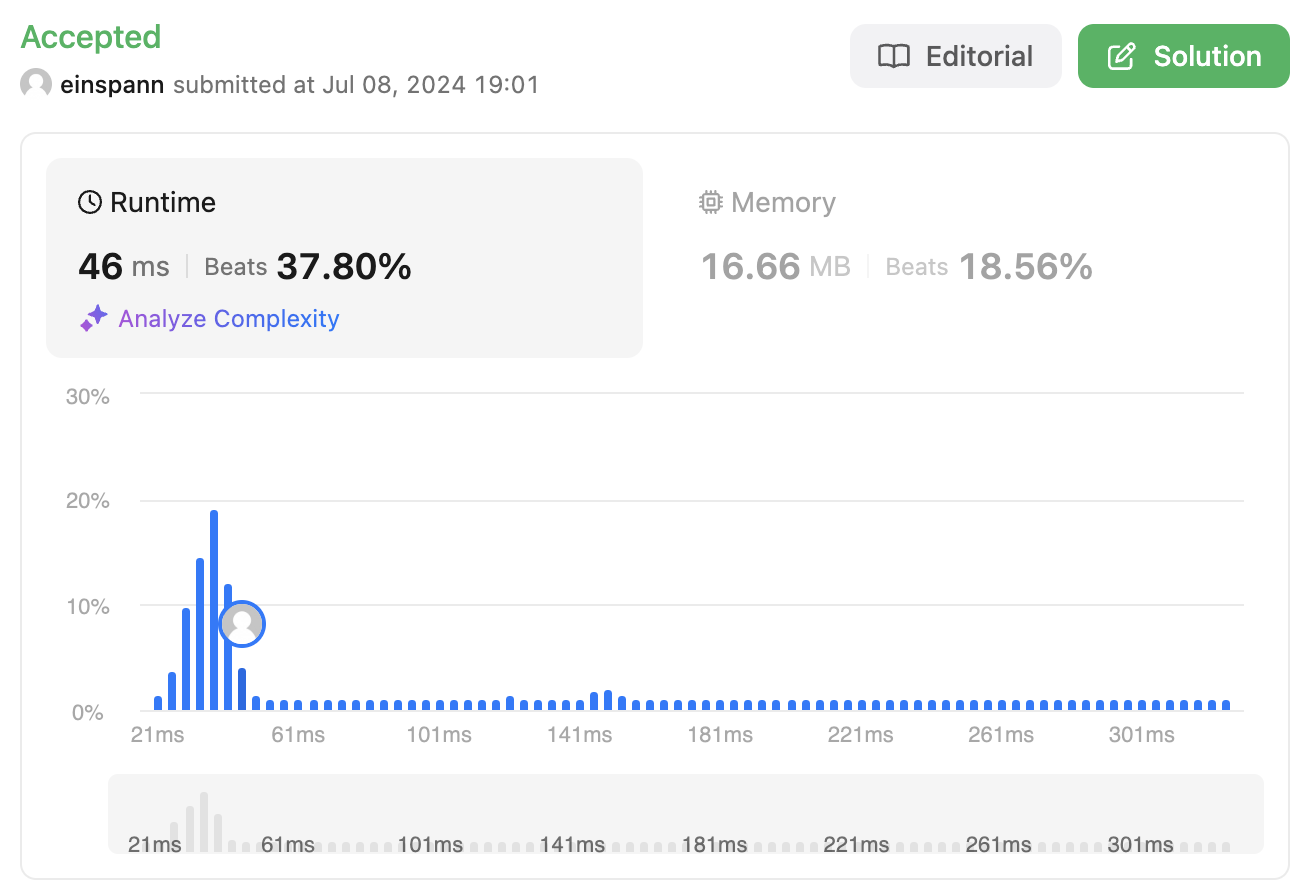 Accepted
Editorial
Solution
einspann submitted at Jul 08, 2024 19:01
Runtime
46 ms Beats 37.80%
Analyze Complexity
Memory
16.66 MB Beats 18.56%
30%
20%
10%
0%
21ms 61ms 101ms 141ms 181ms 221ms 261ms 301ms
21ms 61ms 101ms 141ms 181ms 221ms 261ms 301ms